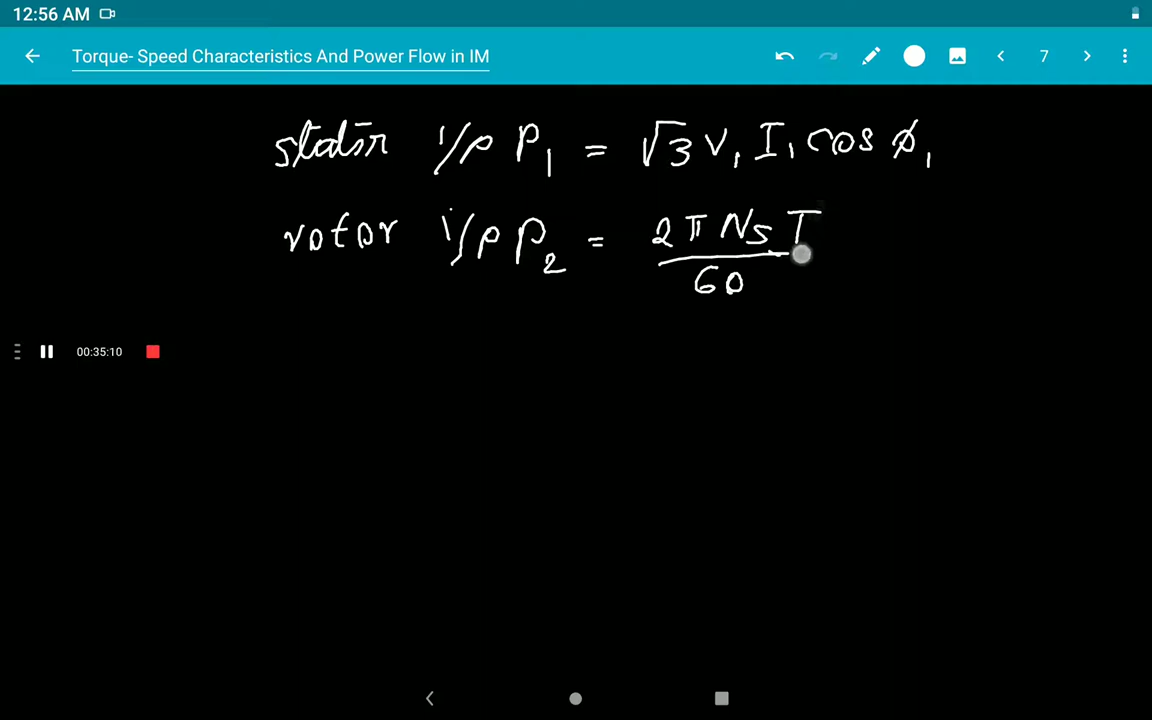 12:56 AM
Torque- Speed Characteristics And Power Flow in IM
7
stator i/p P₁ = √3 V₁ I₁ cos ϕ₁
rotor i/p P₂ = 2π Ns T
60
00:35:10